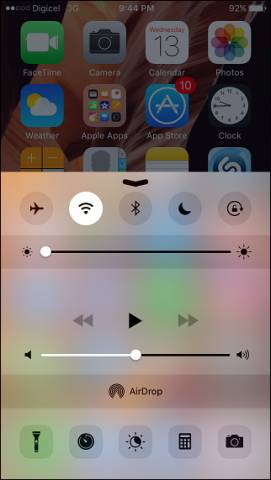 Digicel 3G 9:44 PM 92%
Wednesday
13
FaceTime Camera Calendar Photos
10
Weather Apple Apps App Store Clock
AirDrop